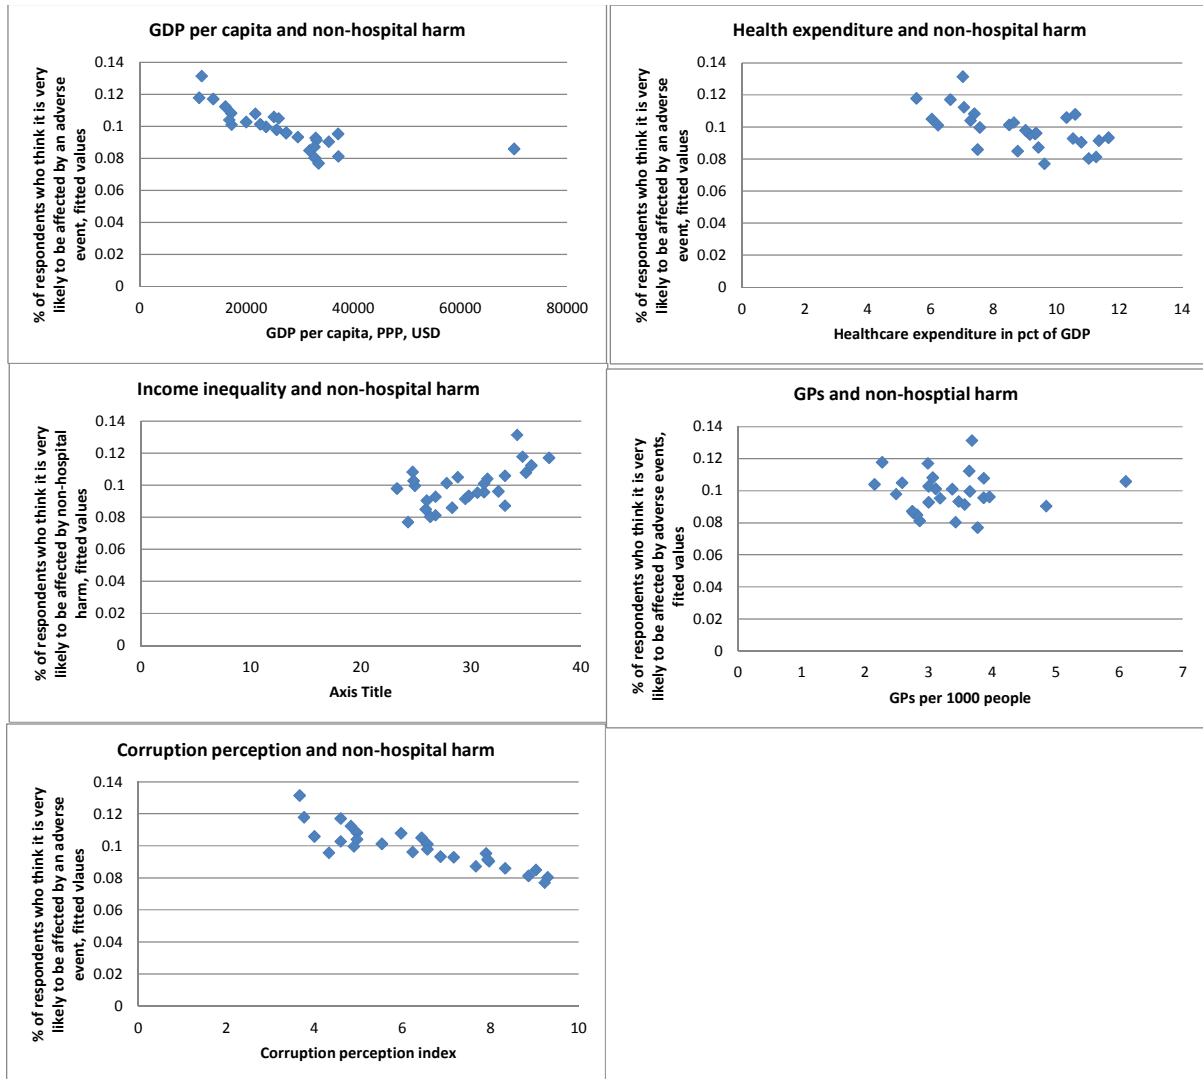 GDP per capita and non-hospital harm
% of respondents who think it is very
likely to be affected by an adverse
event, fitted values
0.14
0.12
0.1
0.08
0.06
0.04
0.02
0
0 20000 40000 60000 80000
GDP per capita, PPP, USD
Health expenditure and non-hospital harm
% of respondents who think it is very
likely to be affected by an adverse
event, fitted values
0.14
0.12
0.1
0.08
0.06
0.04
0.02
0
0 2 4 6 8 10 12 14
Healthcare expenditure in pct of GDP
Income inequality and non-hospital harm
% of respondents who think it is very
likely to be affected by non-hospital
harm, fitted values
0.14
0.12
0.1
0.08
0.06
0.04
0.02
0
0 10 20 30 40
Axis Title
GPs and non-hosptial harm
% of respondents who think it is very
likely to be affected by adverse events,
fited values
0.14
0.12
0.1
0.08
0.06
0.04
0.02
0
0 1 2 3 4 5 6 7
GPs per 1000 people
Corruption perception and non-hospital harm
% of respondents who think it is very
likely to be affected by an adverse
event, fitted vlaues
0.14
0.12
0.1
0.08
0.06
0.04
0.02
0
0 2 4 6 8 10
Corruption perception index